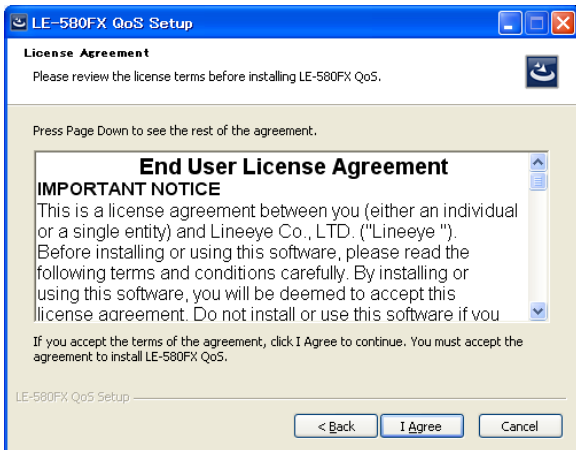 LE-580FX QoS Setup
License Agreement
Please review the license terms before installing LE-580FX QoS.
Press Page Down to see the rest of the agreement.
End User License Agreement
IMPORTANT NOTICE
This is a license agreement between you (either an individual
or a single entity) and Lineeye Co., LTD. ("Lineeye ").
Before installing or using this software, please read the
following terms and conditions carefully. By installing or
using this software, you will be deemed to accept this
license agreement. Do not install or use this software if you
If you accept the terms of the agreement, click I Agree to continue. You must accept the
agreement to install LE-580FX QoS.
LE-580FX QoS Setup
< Back
I Agree
Cancel